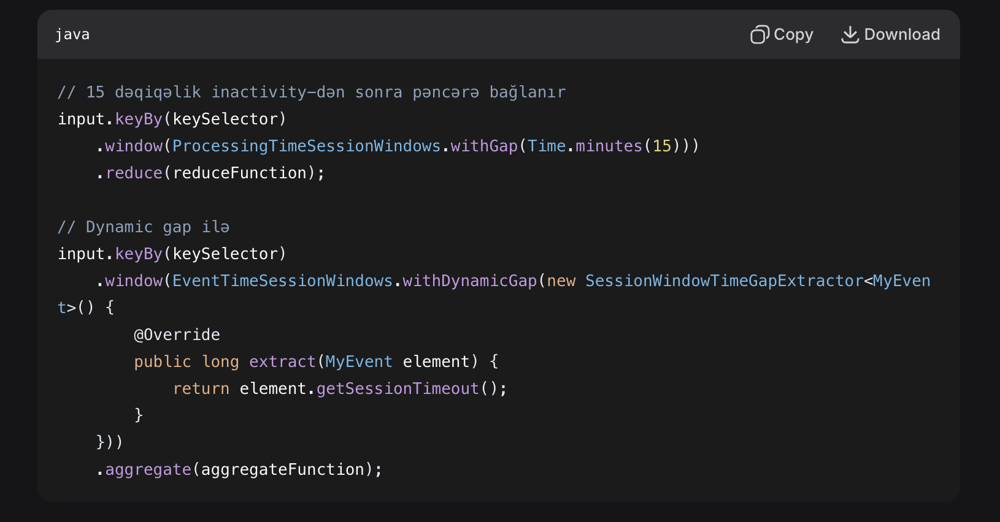 java
Copy
Download
// 15 dəqiqəlik inactivity-dən sonra pəncərə bağlanır
input.keyBy(keySelector)
    .window(ProcessingTimeSessionWindows.withGap(Time.minutes(15)))
    .reduce(reduceFunction);

// Dynamic gap ilə
input.keyBy(keySelector)
    .window(EventTimeSessionWindows.withDynamicGap(new SessionWindowTimeGapExtractor<MyEven
t>() {
        @Override
        public long extract(MyEvent element) {
            return element.getSessionTimeout();
        }
    }))
    .aggregate(aggregateFunction);